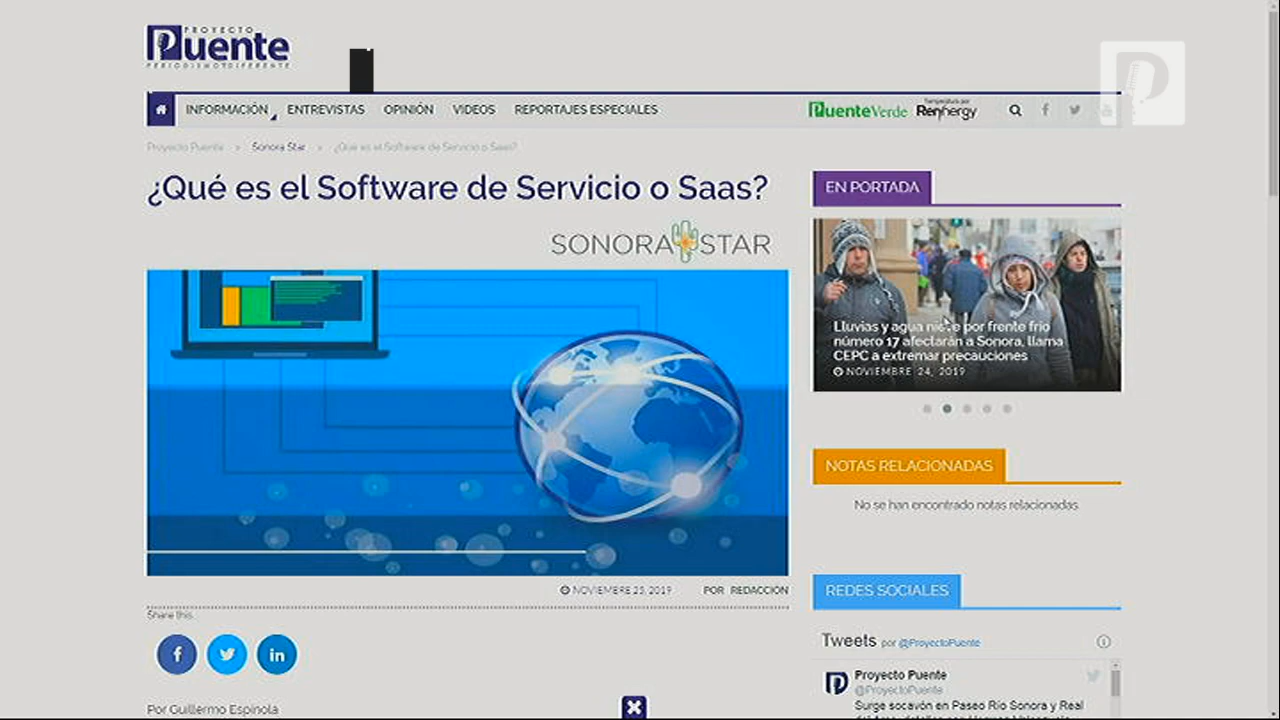 PROYECTO
Puente
PERIODISMO DIFERENTE
INFORMACIÓN ENTREVISTAS OPINIÓN VIDEOS REPORTAJES ESPECIALES
PuenteVerde
Temperatura por
Renhergy
Proyecto Puente » Sonora Star » ¿Qué es el Software de Servicio o Saas?
¿Qué es el Software de Servicio o Saas?
SONORA STAR
NOVIEMBRE 23, 2019 POR REDACCION
Share this...
Por Guillermo Espinola
EN PORTADA
Lluvias y agua nieve por frente frío
número 17 afectarán a Sonora, llama
CEPC a extremar precauciones
NOVIEMBRE 24, 2019
NOTAS RELACIONADAS
No se han encontrado notas relacionadas.
REDES SOCIALES
Tweets por @ProyectoPuente
Proyecto Puente
@ProyectoPuente
Surge socavón en Paseo Río Sonora y Real